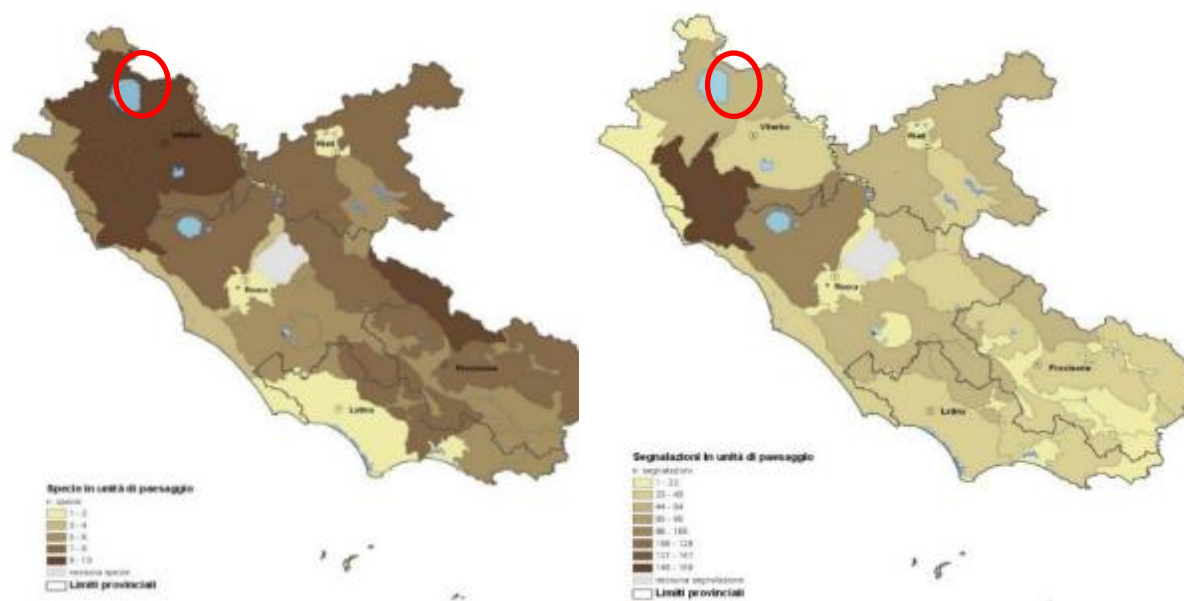 Viterbo
Rieti
Roma
Frosinone
Latina
Specie in unità di paesaggio
n. specie
1 - 2
3 - 4
5 - 6
7 - 8
9 - 10
nessuna specie
Limiti provinciali
Viterbo
Rieti
Roma
Frosinone
Latina
Segnalazioni in unità di paesaggio
n. segnalazioni
44 - 64
nessuna segnalazione
Limiti provinciali